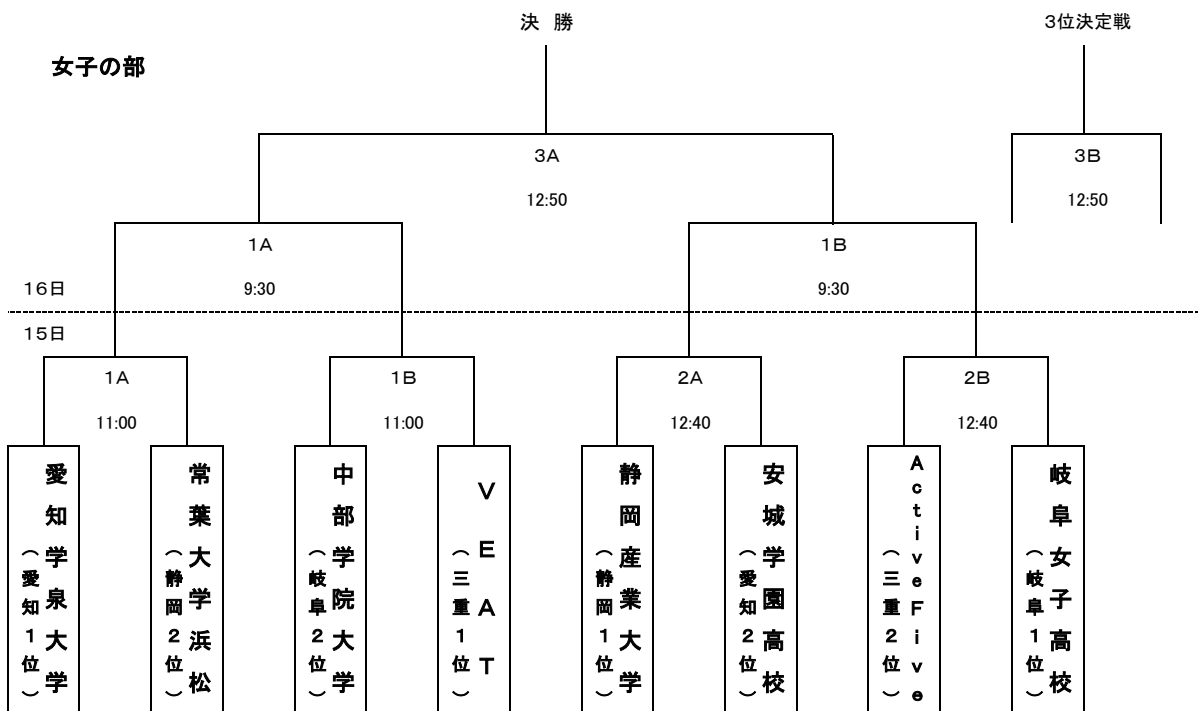 決 勝
3位決定戦
女子の部
3A
3B
12:50
12:50
1A
1B
16日
9:30
9:30
15日
1A
1B
2A
2B
11:00
11:00
12:40
12:40
愛知学泉大学
（愛知1位）
常葉大学浜松
（静岡2位）
中部学院大学
（岐阜2位）
VEAT
（三重1位）
静岡産業大学
（静岡1位）
安城学園高校
（愛知2位）
ActiveFive
（三重2位）
岐阜女子高校
（岐阜1位）